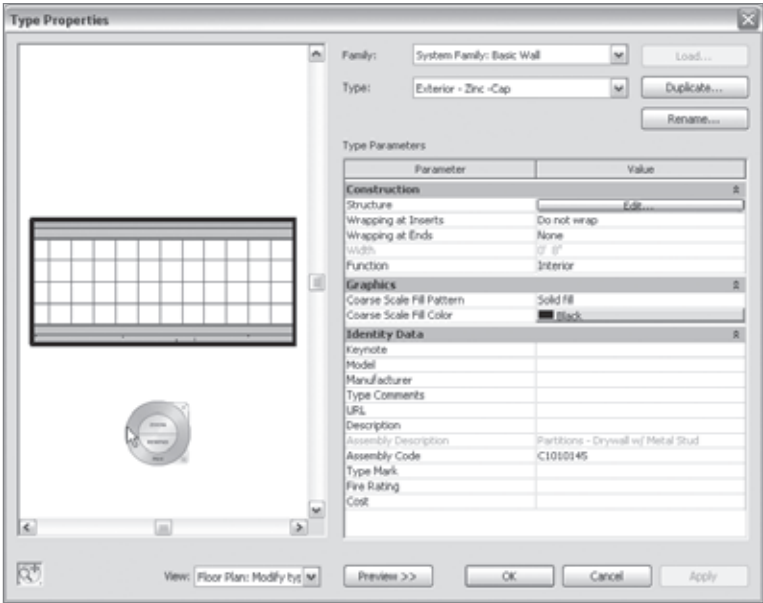 Type Properties
Family: System Family: Basic Wall Load...
Type: Exterior - Zinc -Cap Duplicate...
Rename...
Type Parameters
Parameter Value
Construction
Structure Edit...
Wrapping at Inserts Do not wrap
Wrapping at Ends None
Width 0' 8"
Function Interior
Graphics
Coarse Scale Fill Pattern Solid fill
Coarse Scale Fill Color Black
Identity Data
Keynote
Model
Manufacturer
Type Comments
URL
Description
Assembly Description Partitions - Drywall w/ Metal Stud
Assembly Code C1010145
Type Mark
Fire Rating
Cost
View: Floor Plan: Modify typ Preview >> OK Cancel Apply